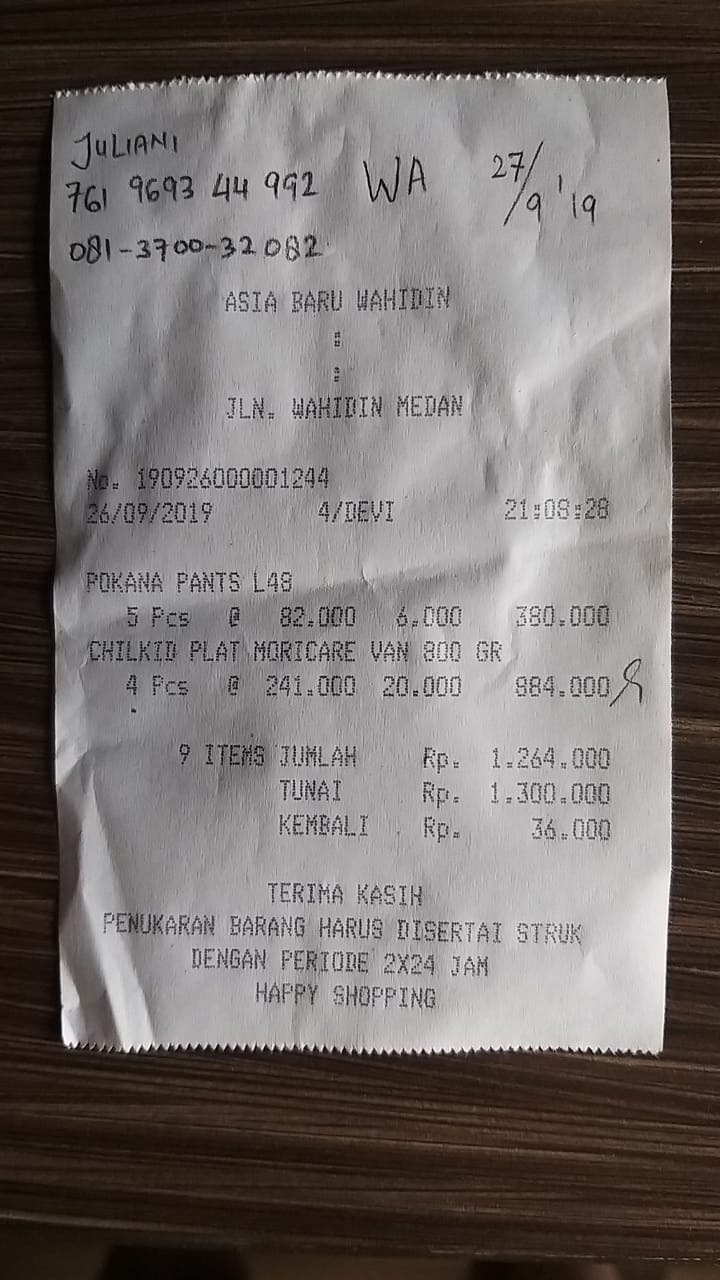 JULIANI
761 9693 44 992 WA 27/9'19
081-3700-32082
ASIA BARU WAHIDIN
:
:
JLN. WAHIDIN MEDAN
No. 190926000001244
26/09/2019 4/DEVI 21:08:28
POKANA PANTS L48
5 Pcs @ 82.000 6.000 380.000
CHILKID PLAT MORICARE VAN 800 GR
4 Pcs @ 241.000 20.000 884.000
9 ITEMS JUMLAH Rp. 1.264.000
TUNAI Rp. 1.300.000
KEMBALI Rp. 36.000
TERIMA KASIH
PENUKARAN BARANG HARUS DISERTAI STRUK
DENGAN PERIODE 2X24 JAM
HAPPY SHOPPING